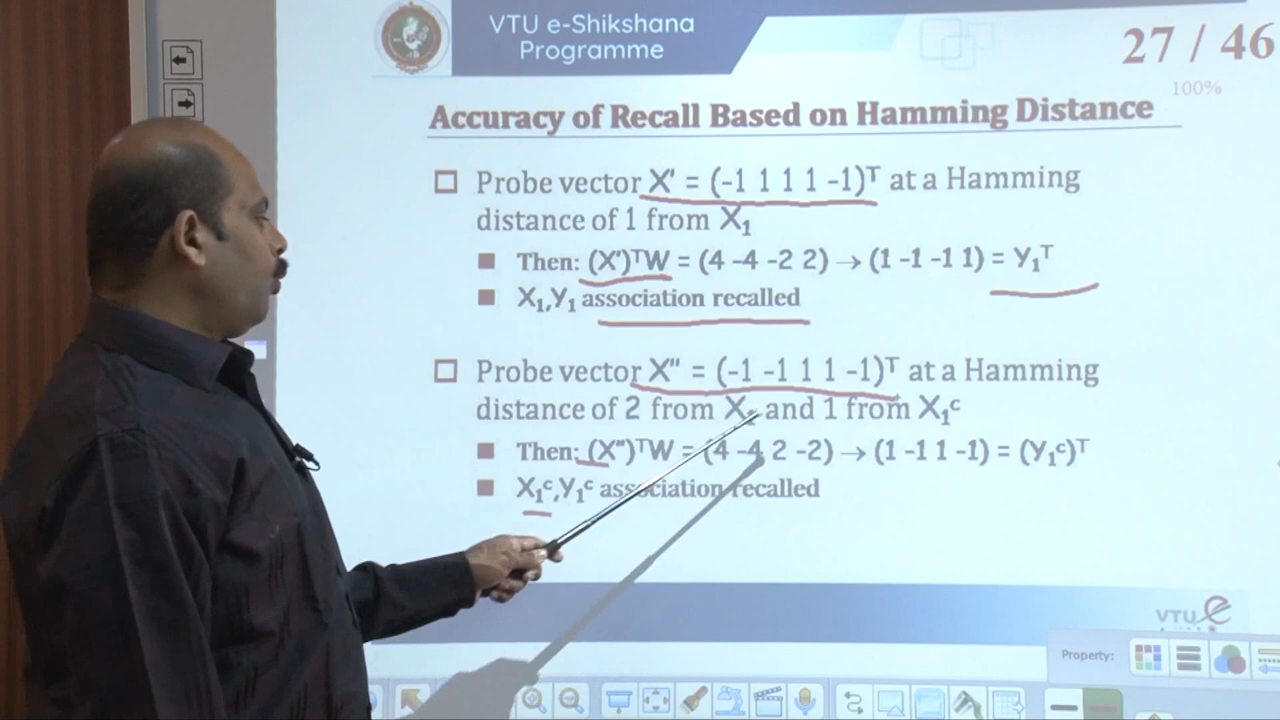 VTU e-Shikshana
Programme
27 / 46
100%
Accuracy of Recall Based on Hamming Distance
Probe vector X' = (-1 1 1 1 -1)ᵀ at a Hamming
distance of 1 from X₁
Then: (X')ᵀW = (4 -4 -2 2) → (1 -1 -1 1) = Y₁ᵀ
X₁,Y₁ association recalled
Probe vector X" = (-1 -1 1 1 -1)ᵀ at a Hamming
distance of 2 from and 1 from X₁ᶜ
Then: (X")ᵀW = (4 -4 2 -2) → (1 -1 1 -1) = (Y₁ᶜ)ᵀ
X₁ᶜ,Y₁ᶜ association recalled
VTU e
Property: